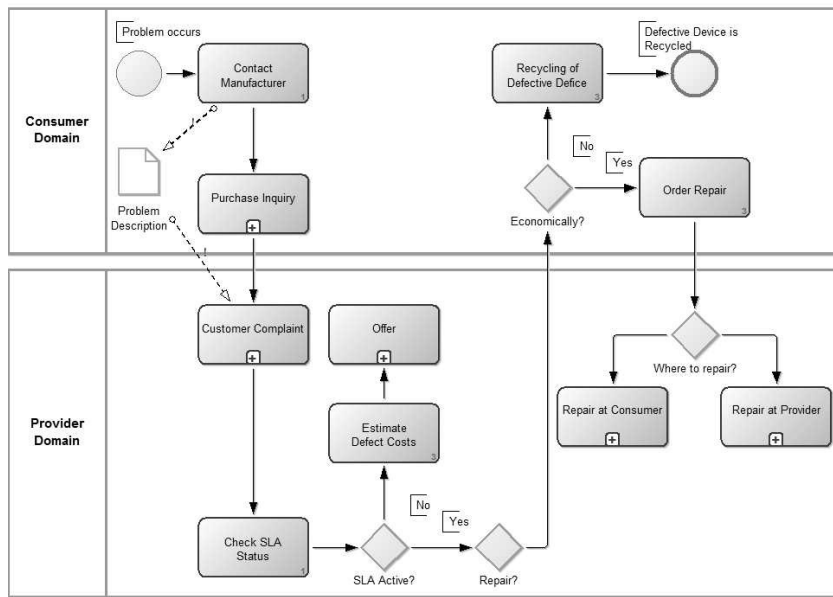 Consumer
Domain
Problem occurs
Contact
Manufacturer
1
Problem
Description
!
Purchase Inquiry
!
Recycling of
Defective Defice
3
Defective Device is
Recycled
No
Yes
Economically?
Order Repair
3
Provider
Domain
Customer Complaint
Offer
Estimate
Defect Costs
3
Check SLA
Status
1
No
Yes
SLA Active?
Repair?
Where to repair?
Repair at Consumer
Repair at Provider